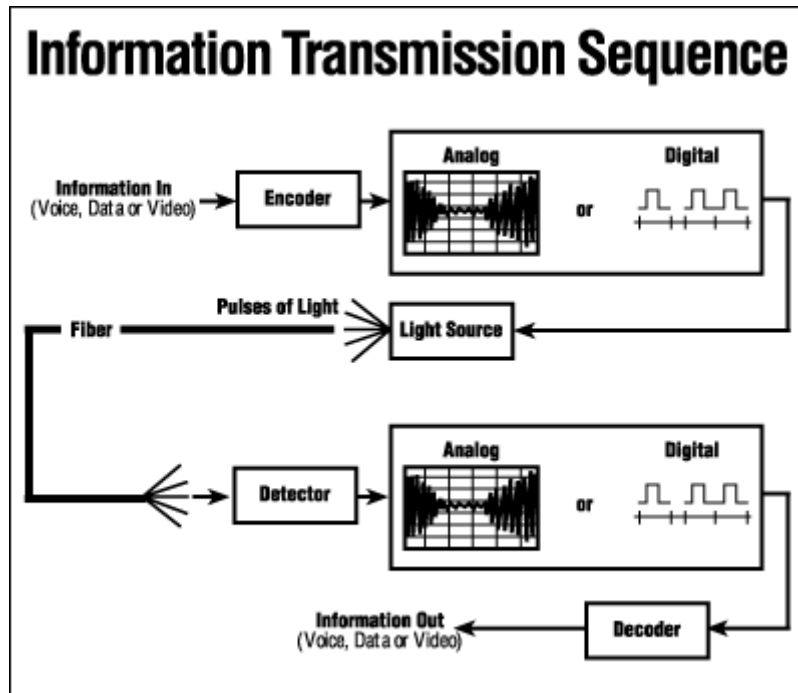 Information Transmission Sequence
Analog
Digital
Information In
(Voice, Data or Video)
Encoder
or
Pulses of Light
Fiber
Light Source
Analog
Digital
Detector
or
Information Out
(Voice, Data or Video)
Decoder